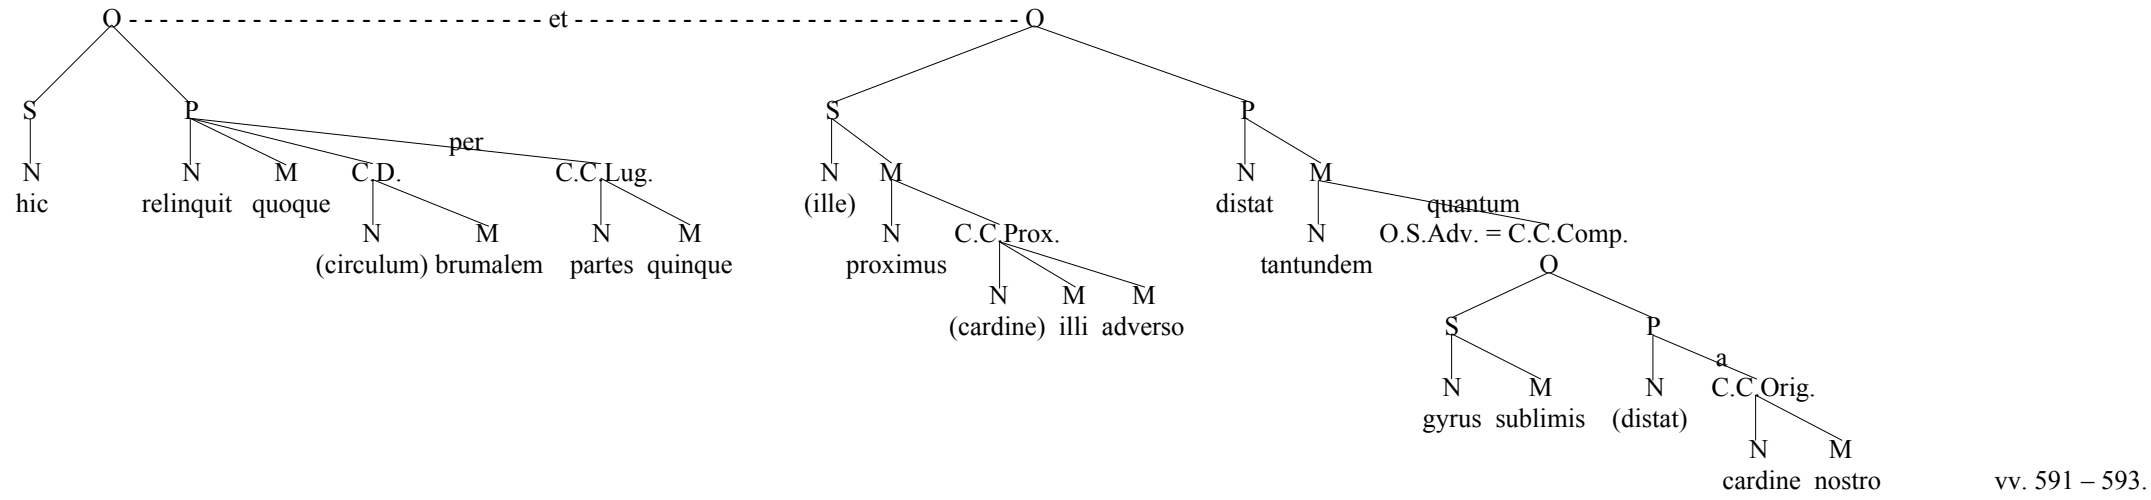 O - - - - - - - - - - - - - - - - - - - - - - - - - - - - - et - - - - - - - - - - - - - - - - - - - - - - - - - - - - - - - O
S P S P
per
N N M C.D. C.C.Lug. N M N M
hic relinquit quoque (ille) distat quantum
N M N M N C.C.Prox. N O.S.Adv. = C.C.Comp.
(circulum) brumalem partes quinque proximus tantundem O
N M M
(cardine) illi adverso S P
a
N M N C.C.Orig.
gyrus sublimis (distat)
N M
cardine nostro vv. 591 – 593.